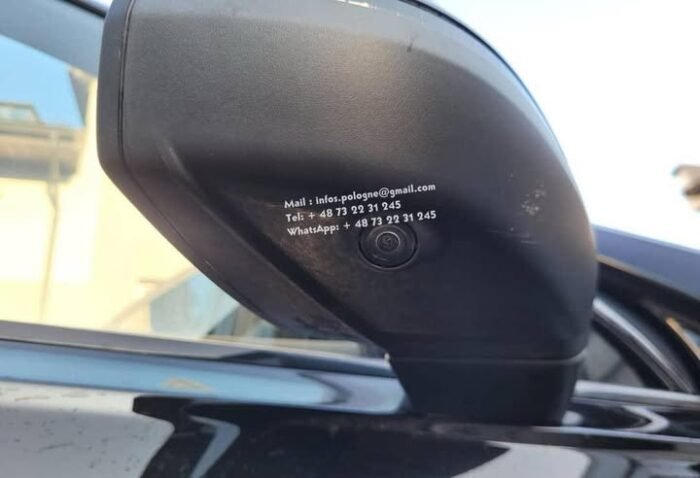 Mail : infos.pologne@gmail.com
Tel: + 48 73 22 31 245
WhatsApp: + 48 73 22 31 245